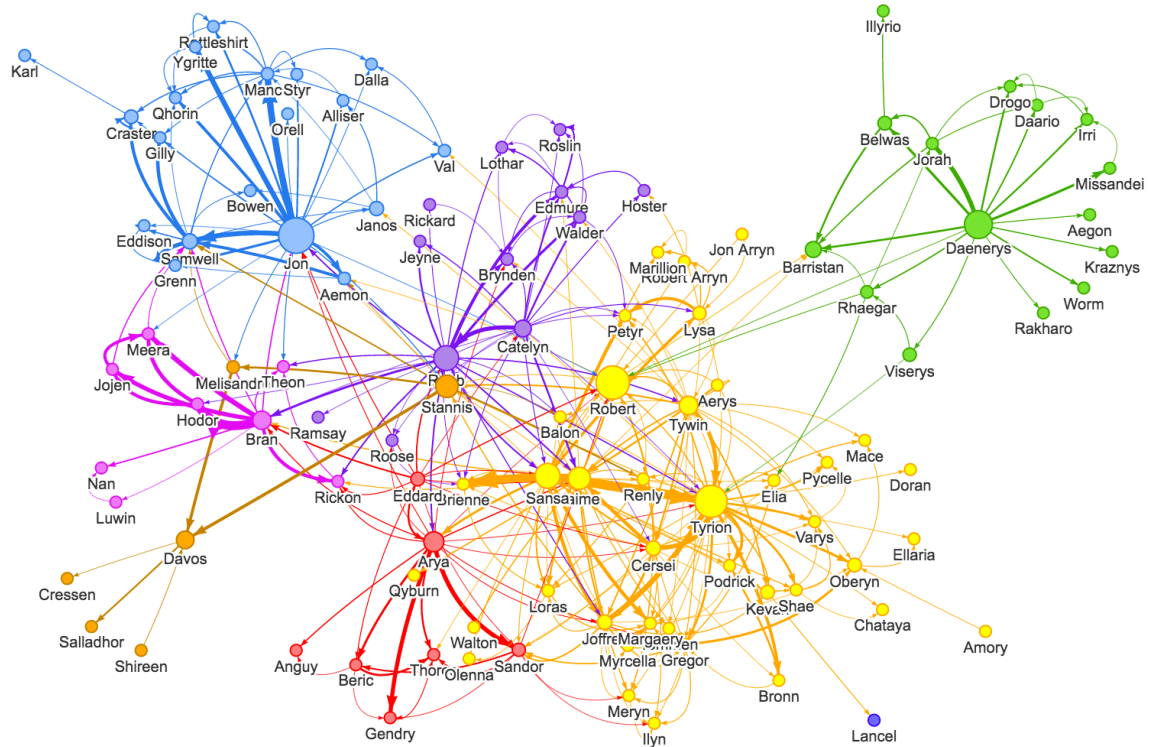 Illyrio
Rattleshirt
Ygritte
Karl
Manc
Styr
Dalla
Qhorin
Alliser
Drogo
Daario
Craster
Orell
Irri
Gilly
Belwas
Jorah
Val
Lothar
Roslin
Missandei
Bowen
Edmure
Hoster
Janos
Rickard
Walder
Aegon
Eddison
Samwell
Jon
Jeyne
Jon Arryn
Daenerys
Marillion
Barristan
Kraznys
Grenn
Brynden
Robert Arryn
Aemon
Worm
Rhaegar
Petyr
Lysa
Rakharo
Catelyn
Meera
Viserys
Jojen
Melisandr
Theon
Stannis
Robert
Aerys
Hodor
Tywin
Bran
Ramsay
Balon
Mace
Roose
Nan
Pycelle
Doran
Rickon
Eddard
Brienne
Sansa
aime
Renly
Elia
Luwin
Tyrion
Varys
Davos
Arya
Cersei
Ellaria
Podrick
Oberyn
Cressen
Qyburn
Loras
Kevan
Shae
Salladhor
Chataya
Walton
Joffre
Margaery
Amory
Shireen
Myrcella
Gregor
Anguy
Beric
Thor
Olenna
Sandor
Bronn
Meryn
Gendry
Ilyn
Lancel